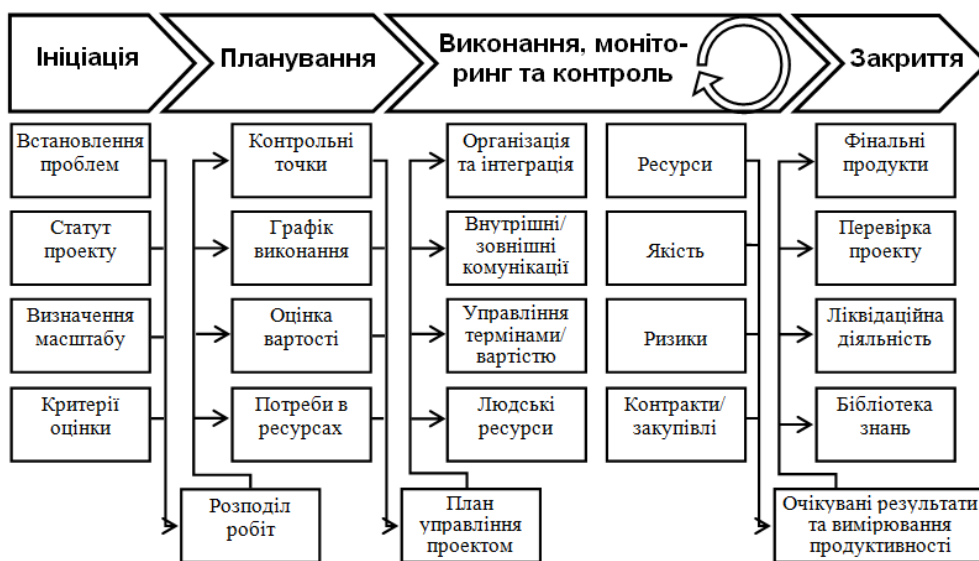 Ініціація
Планування
Виконання, моніто-
ринг та контроль
Закриття
Встановлення
проблем
Статут
проекту
Визначення
масштабу
Критерії
оцінки
Розподіл
робіт
Контрольні
точки
Графік
виконання
Оцінка
вартості
Потреби в
ресурсах
План
управління
проектом
Організація
та інтеграція
Внутрішні/
зовнішні
комунікації
Управління
термінами/
вартістю
Людські
ресурси
Ресурси
Якість
Ризики
Контракти/
закупівлі
Очікувані результати
та вимірювання
продуктивності
Фінальні
продукти
Перевірка
проекту
Ліквідаційна
діяльність
Бібліотека
знань